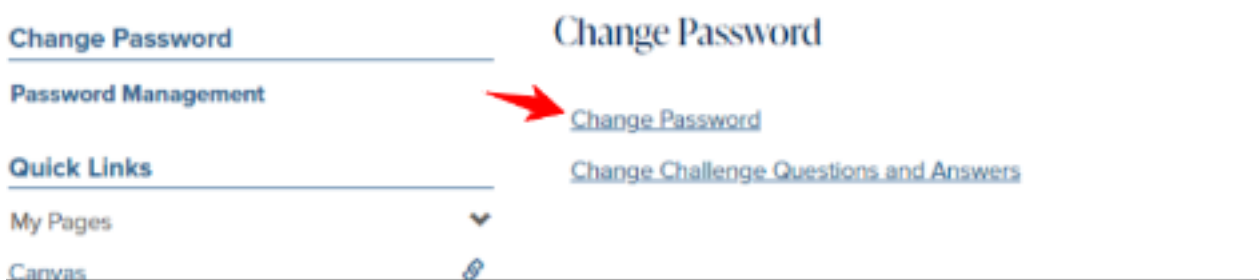 Change Password
Password Management
Quick Links
My Pages
Canvas
Change Password
Change Password
Change Challenge Questions and Answers